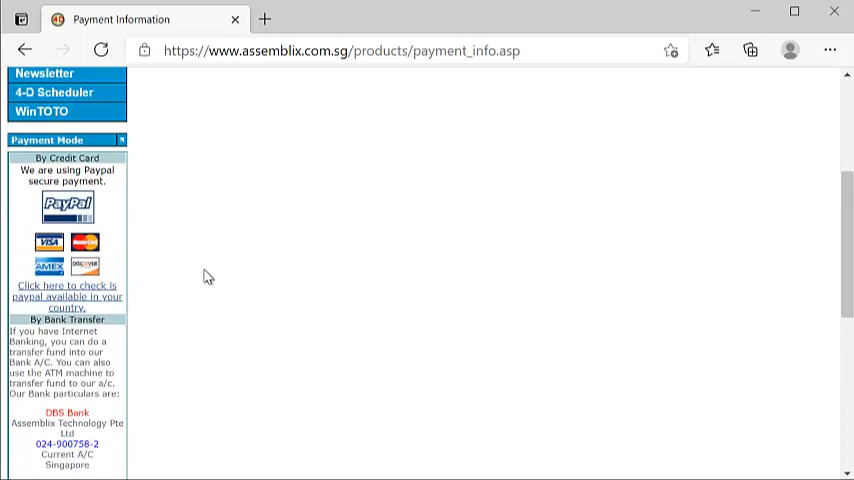 Payment Information
https://www.assemblix.com.sg/products/payment_info.asp
Newsletter
4-D Scheduler
WinTOTO
Payment Mode
By Credit Card
We are using Paypal
secure payment.
PayPal
VISA MasterCard
AMEX DISCOVER
Click here to check is
paypal available in your
country.
By Bank Transfer
If you have Internet
Banking, you can do a
transfer fund into our
Bank A/C. You can also
use the ATM machine to
transfer fund to our a/c.
Our Bank particulars are:
DBS Bank
Assemblix Technology Pte
Ltd
024-900758-2
Current A/C
Singapore